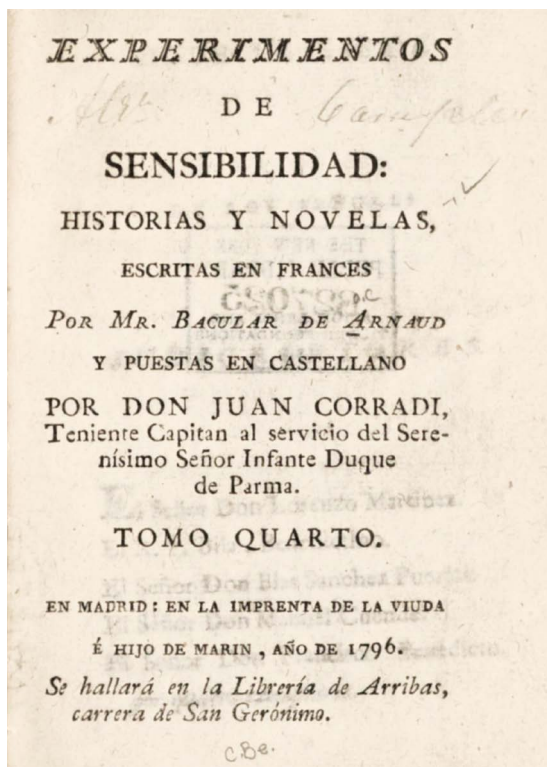 EXPERIMENTOS
DE
SENSIBILIDAD:
HISTORIAS Y NOVELAS,
ESCRITAS EN FRANCES
POR MR. BACULAR DE ARNAUD
Y PUESTAS EN CASTELLANO
POR DON JUAN CORRADI,
Teniente Capitan al servicio del Sere-
nísimo Señor Infante Duque
de Parma.
TOMO QUARTO.
EN MADRID: EN LA IMPRENTA DE LA VIUDA
É HIJO DE MARIN, AÑO DE 1796.
Se hallará en la Librería de Arribas,
carrera de San Gerónimo.